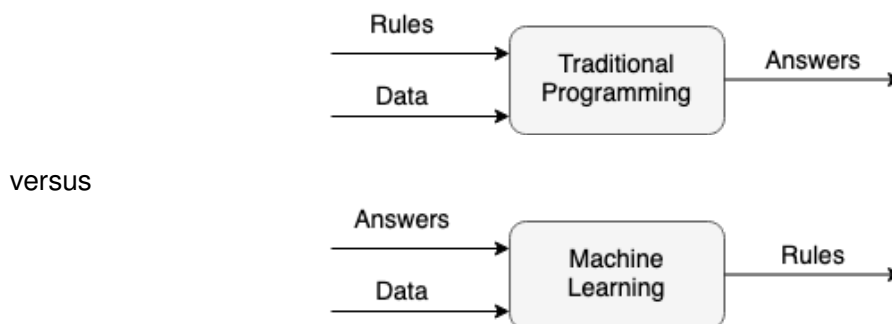 Rules
Traditional
Programming
Answers
Data
versus
Answers
Machine
Learning
Rules
Data